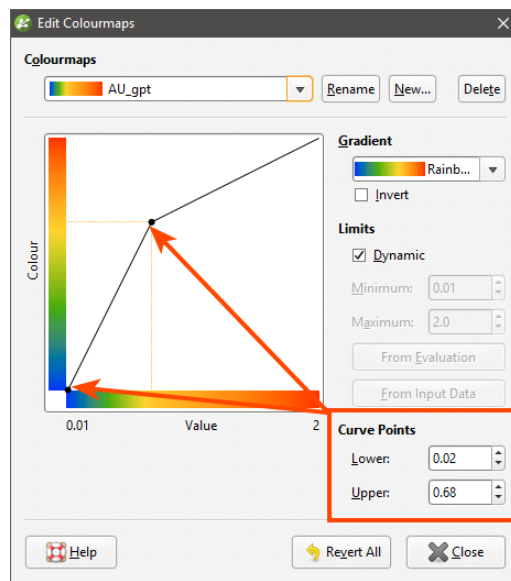 Edit Colourmaps
Colourmaps
AU_gpt
Rename
New...
Delete
Gradient
Rainb...
Invert
Limits
Dynamic
Minimum: 0.01
Maximum: 2.0
From Evaluation
From Input Data
Colour
0.01 Value 2
Curve Points
Lower: 0.02
Upper: 0.68
Help
Revert All
Close